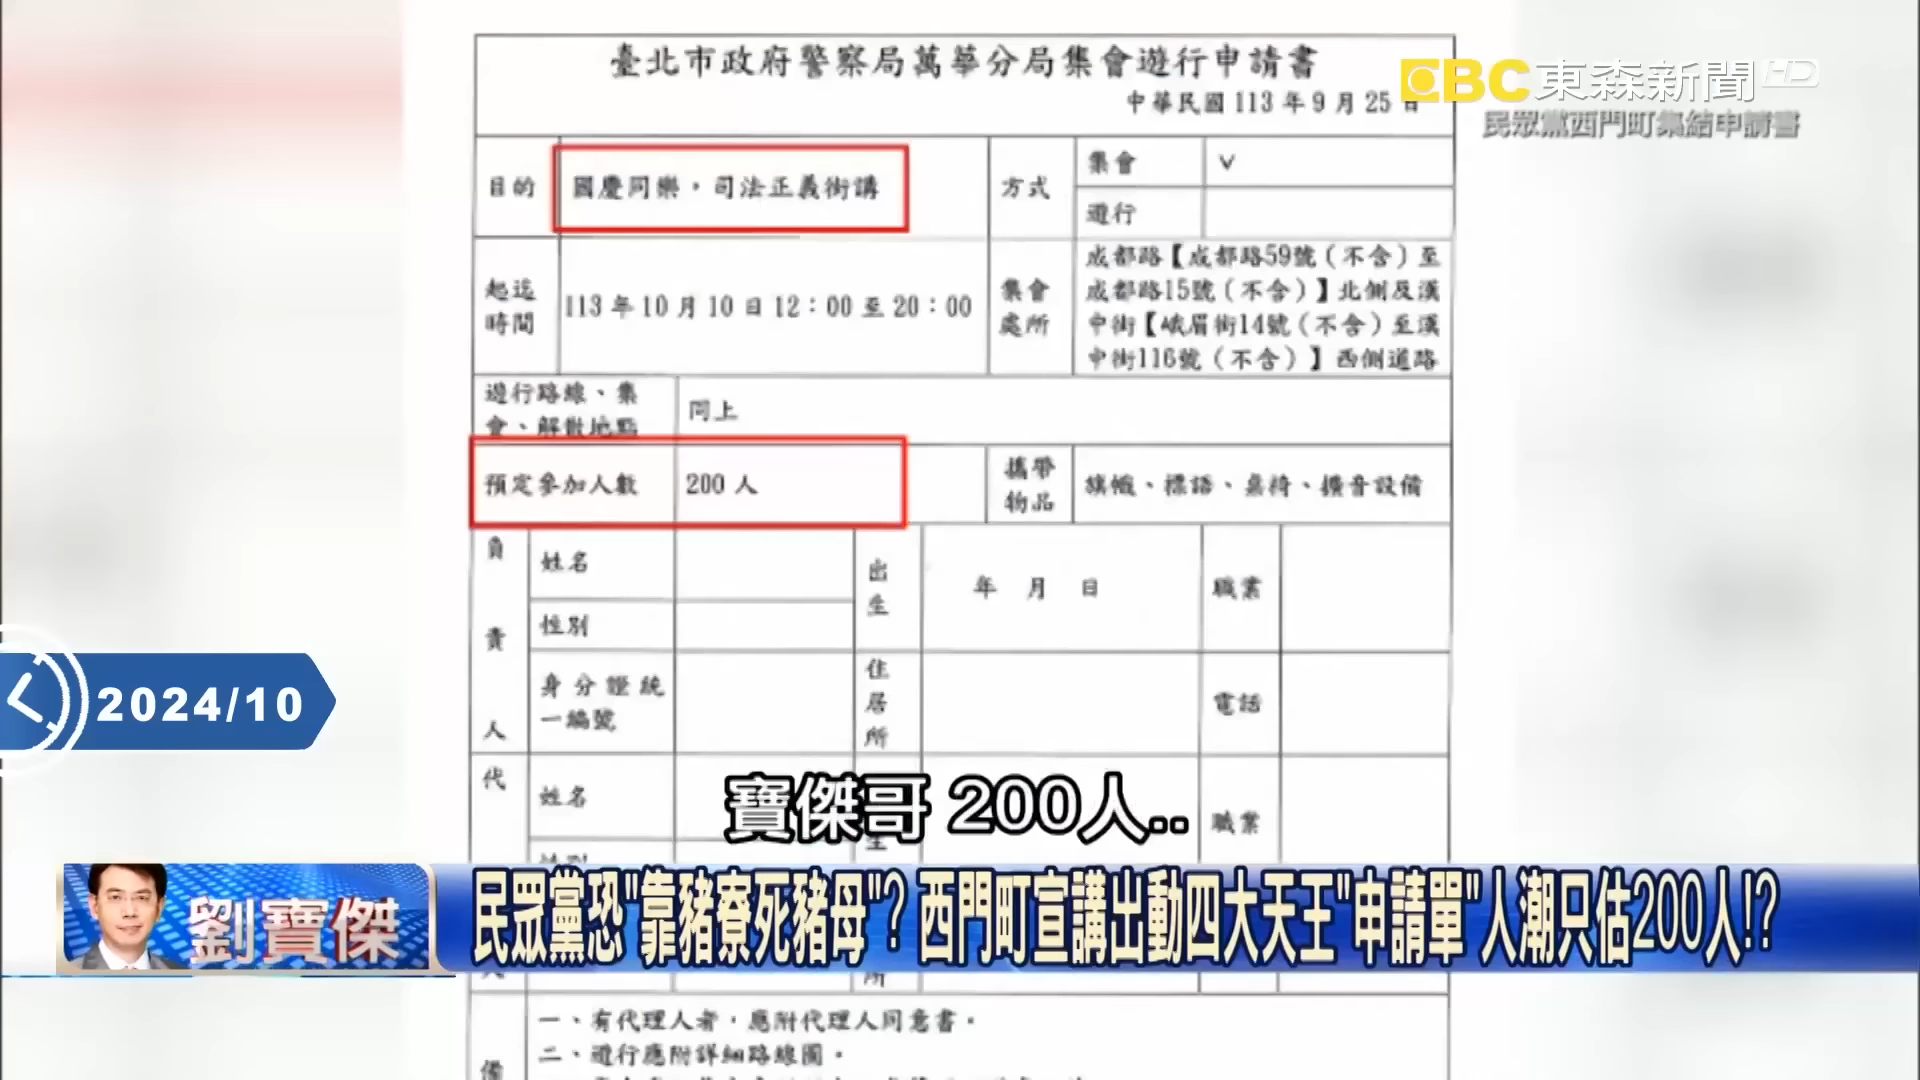 臺北市政府警察局萬華分局集會遊行申請書
中華民國113年9月25日
EBC東森新聞HD
民眾黨西門町集結申請書
目的
國慶同樂，司法正義街講
方式
集會
V
遊行
起迄
時間
113年10月10日12：00至20：00
集會
處所
成都路【成都路59號（不含）至
成都路15號（不含）】北側及漢
中街【峨眉街14號（不含）至漢
中街116號（不含）】西側道路
遊行路線、集
會、解散地點
同上
預定參加人數
200 人
攜帶
物品
旗幟、標語、桌椅、擴音設備
負責人
姓名
出生
年 月 日
職業
性別
身分證統
一編號
住居所
電話
2024/10
代
姓名
生
職業
寶傑哥 200人..
劉寶傑
民眾黨恐"靠豬寮死豬母"? 西門町宣講出動四大天王"申請單"人潮只估200人!?
人
所
備
一、有代理人者，應附代理人同意書。
二、遊行應附詳細路線圖。